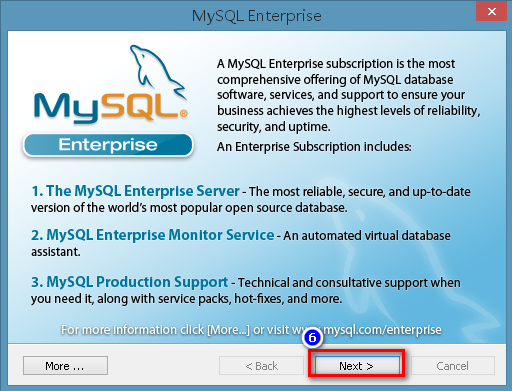 MySQL Enterprise
A MySQL Enterprise subscription is the most
comprehensive offering of MySQL database
software, services, and support to ensure your
business achieves the highest levels of reliability,
security, and uptime.
An Enterprise Subscription includes:
MySQL®
Enterprise
1. The MySQL Enterprise Server - The most reliable, secure, and up-to-date
version of the world's most popular open source database.
2. MySQL Enterprise Monitor Service - An automated virtual database
assistant.
3. MySQL Production Support - Technical and consultative support when
you need it, along with service packs, hot-fixes, and more.
For more information click [More...] or visit www.mysql.com/enterprise
6
More ...
< Back
Next >
Cancel